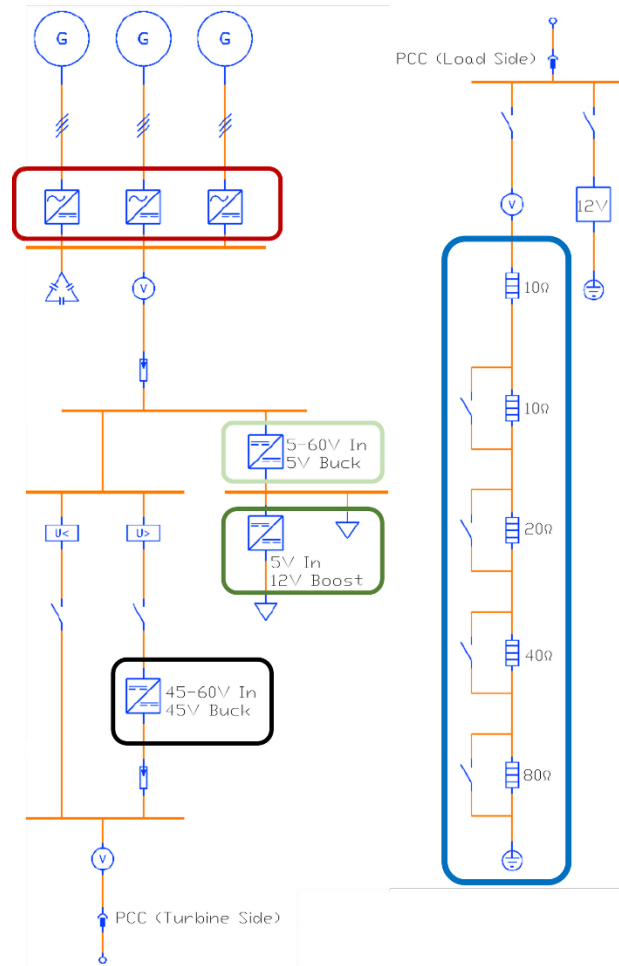 G
G
G
PCC (Load Side)
V
V
12V
10Ω
5-60V In
5V Buck
10Ω
U<
U>
5V In
12V Boost
20Ω
45-60V In
45V Buck
40Ω
80Ω
V
PCC (Turbine Side)